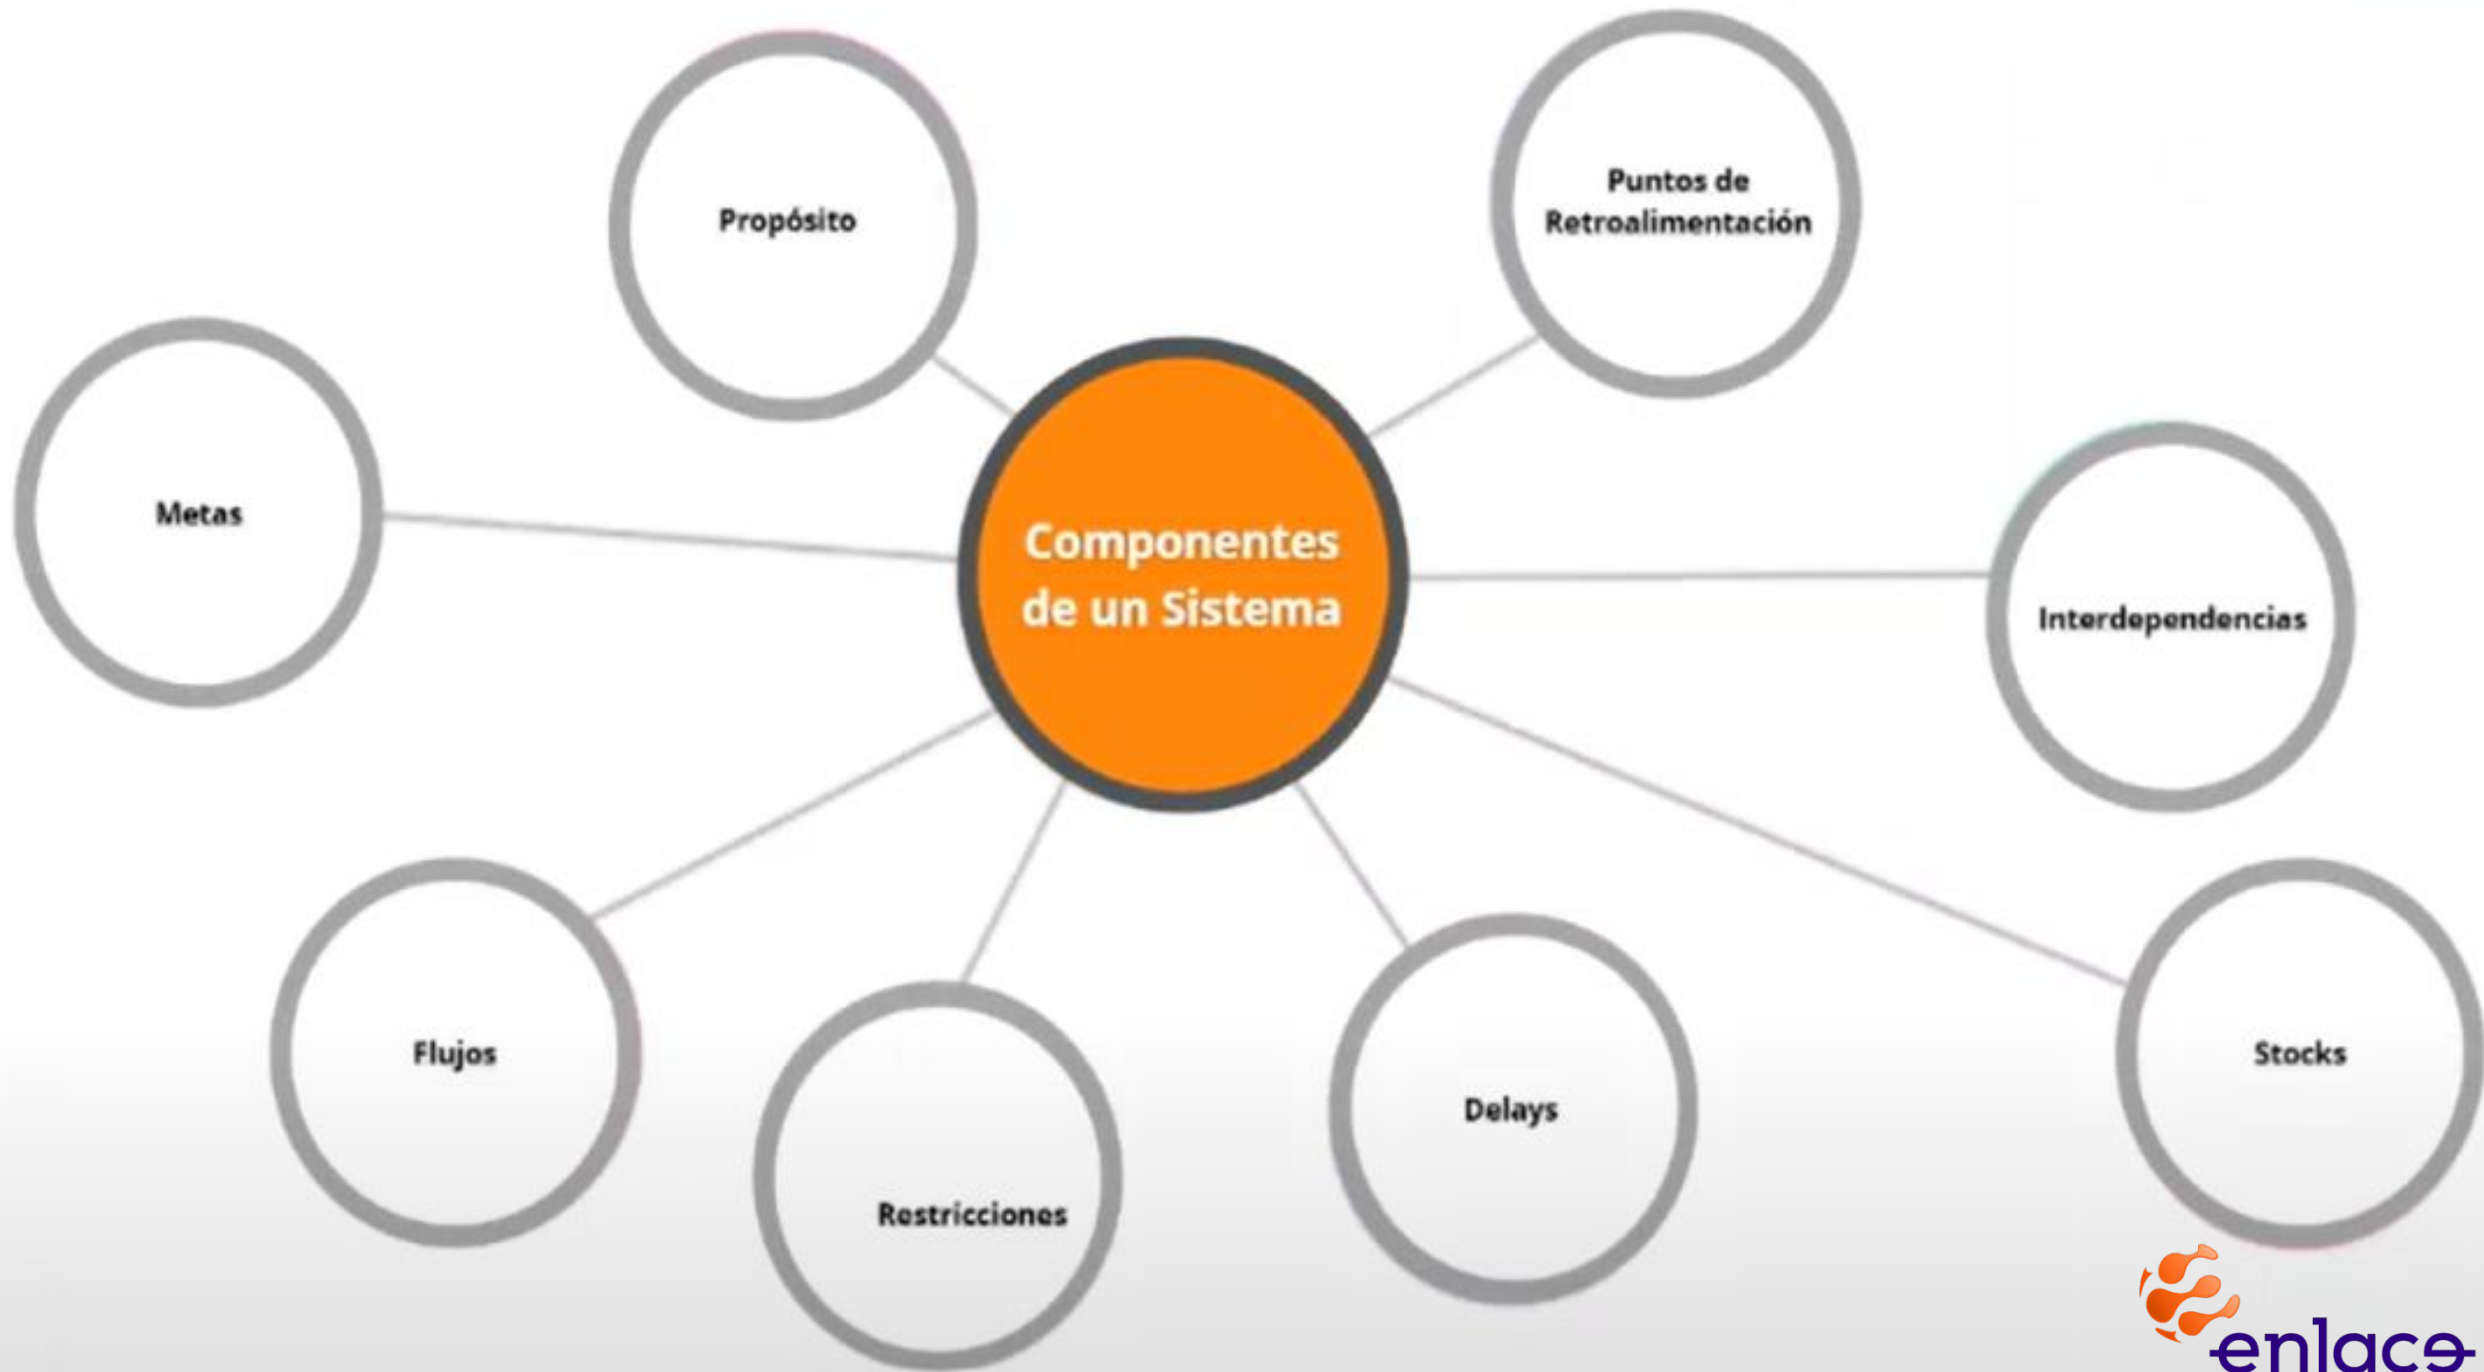 Propósito
Puntos de
Retroalimentación
Metas
Componentes
de un Sistema
Interdependencias
Flujos
Restricciones
Delays
Stocks
enlace